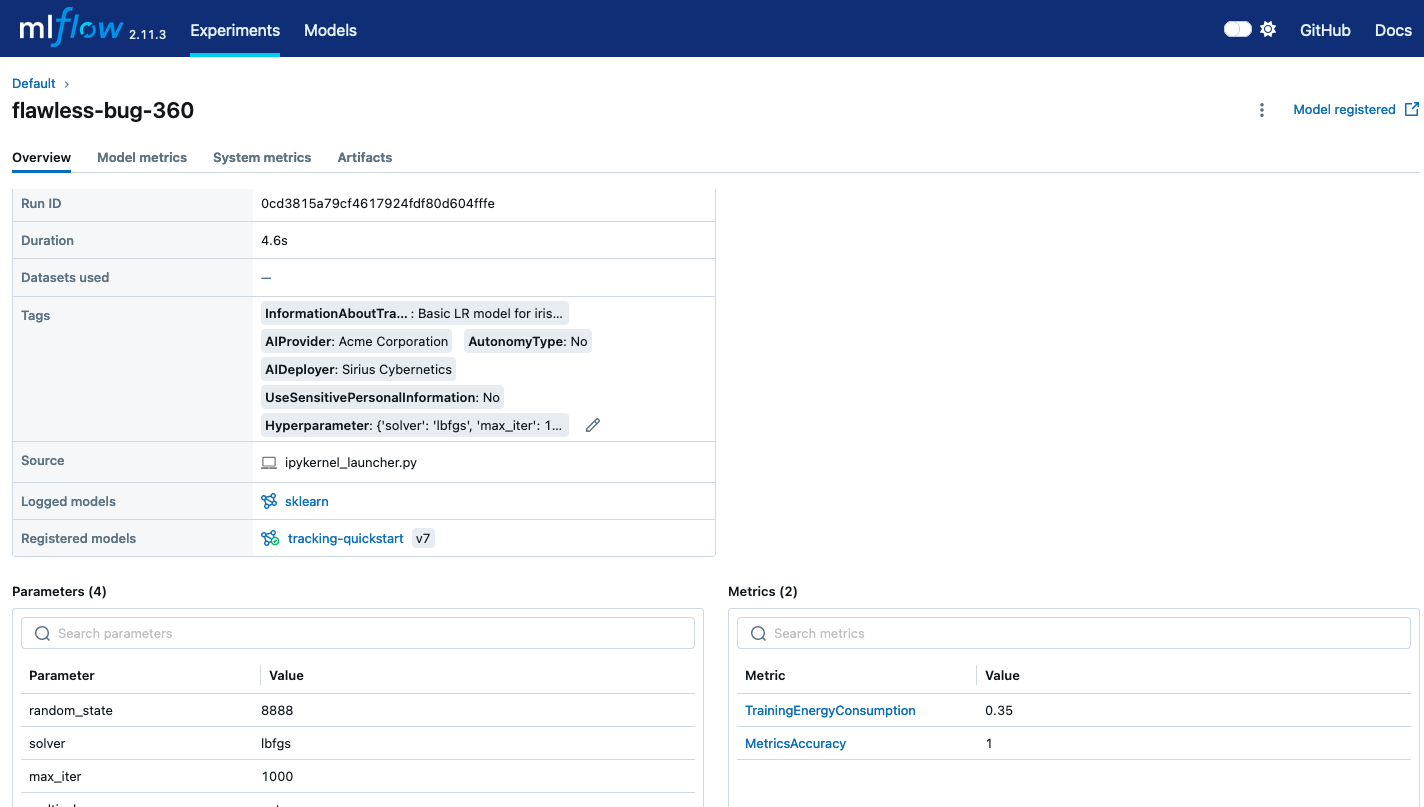 mlflow 2.11.3 Experiments Models GitHub Docs
Default ›
flawless-bug-360
Model registered
Overview Model metrics System metrics Artifacts
Run ID 0cd3815a79cf4617924fdf80d604fffe
Duration 4.6s
Datasets used —
Tags InformationAboutTra... : Basic LR model for iris...
AIProvider: Acme Corporation AutonomyType: No
AIDeployer: Sirius Cybernetics
UseSensitivePersonalInformation: No
Hyperparameter: {'solver': 'lbfgs', 'max_iter': 1...
Source ipykernel_launcher.py
Logged models sklearn
Registered models tracking-quickstart v7
Parameters (4)
Search parameters
Parameter Value
random_state 8888
solver lbfgs
max_iter 1000
Metrics (2)
Search metrics
Metric Value
TrainingEnergyConsumption 0.35
MetricsAccuracy 1